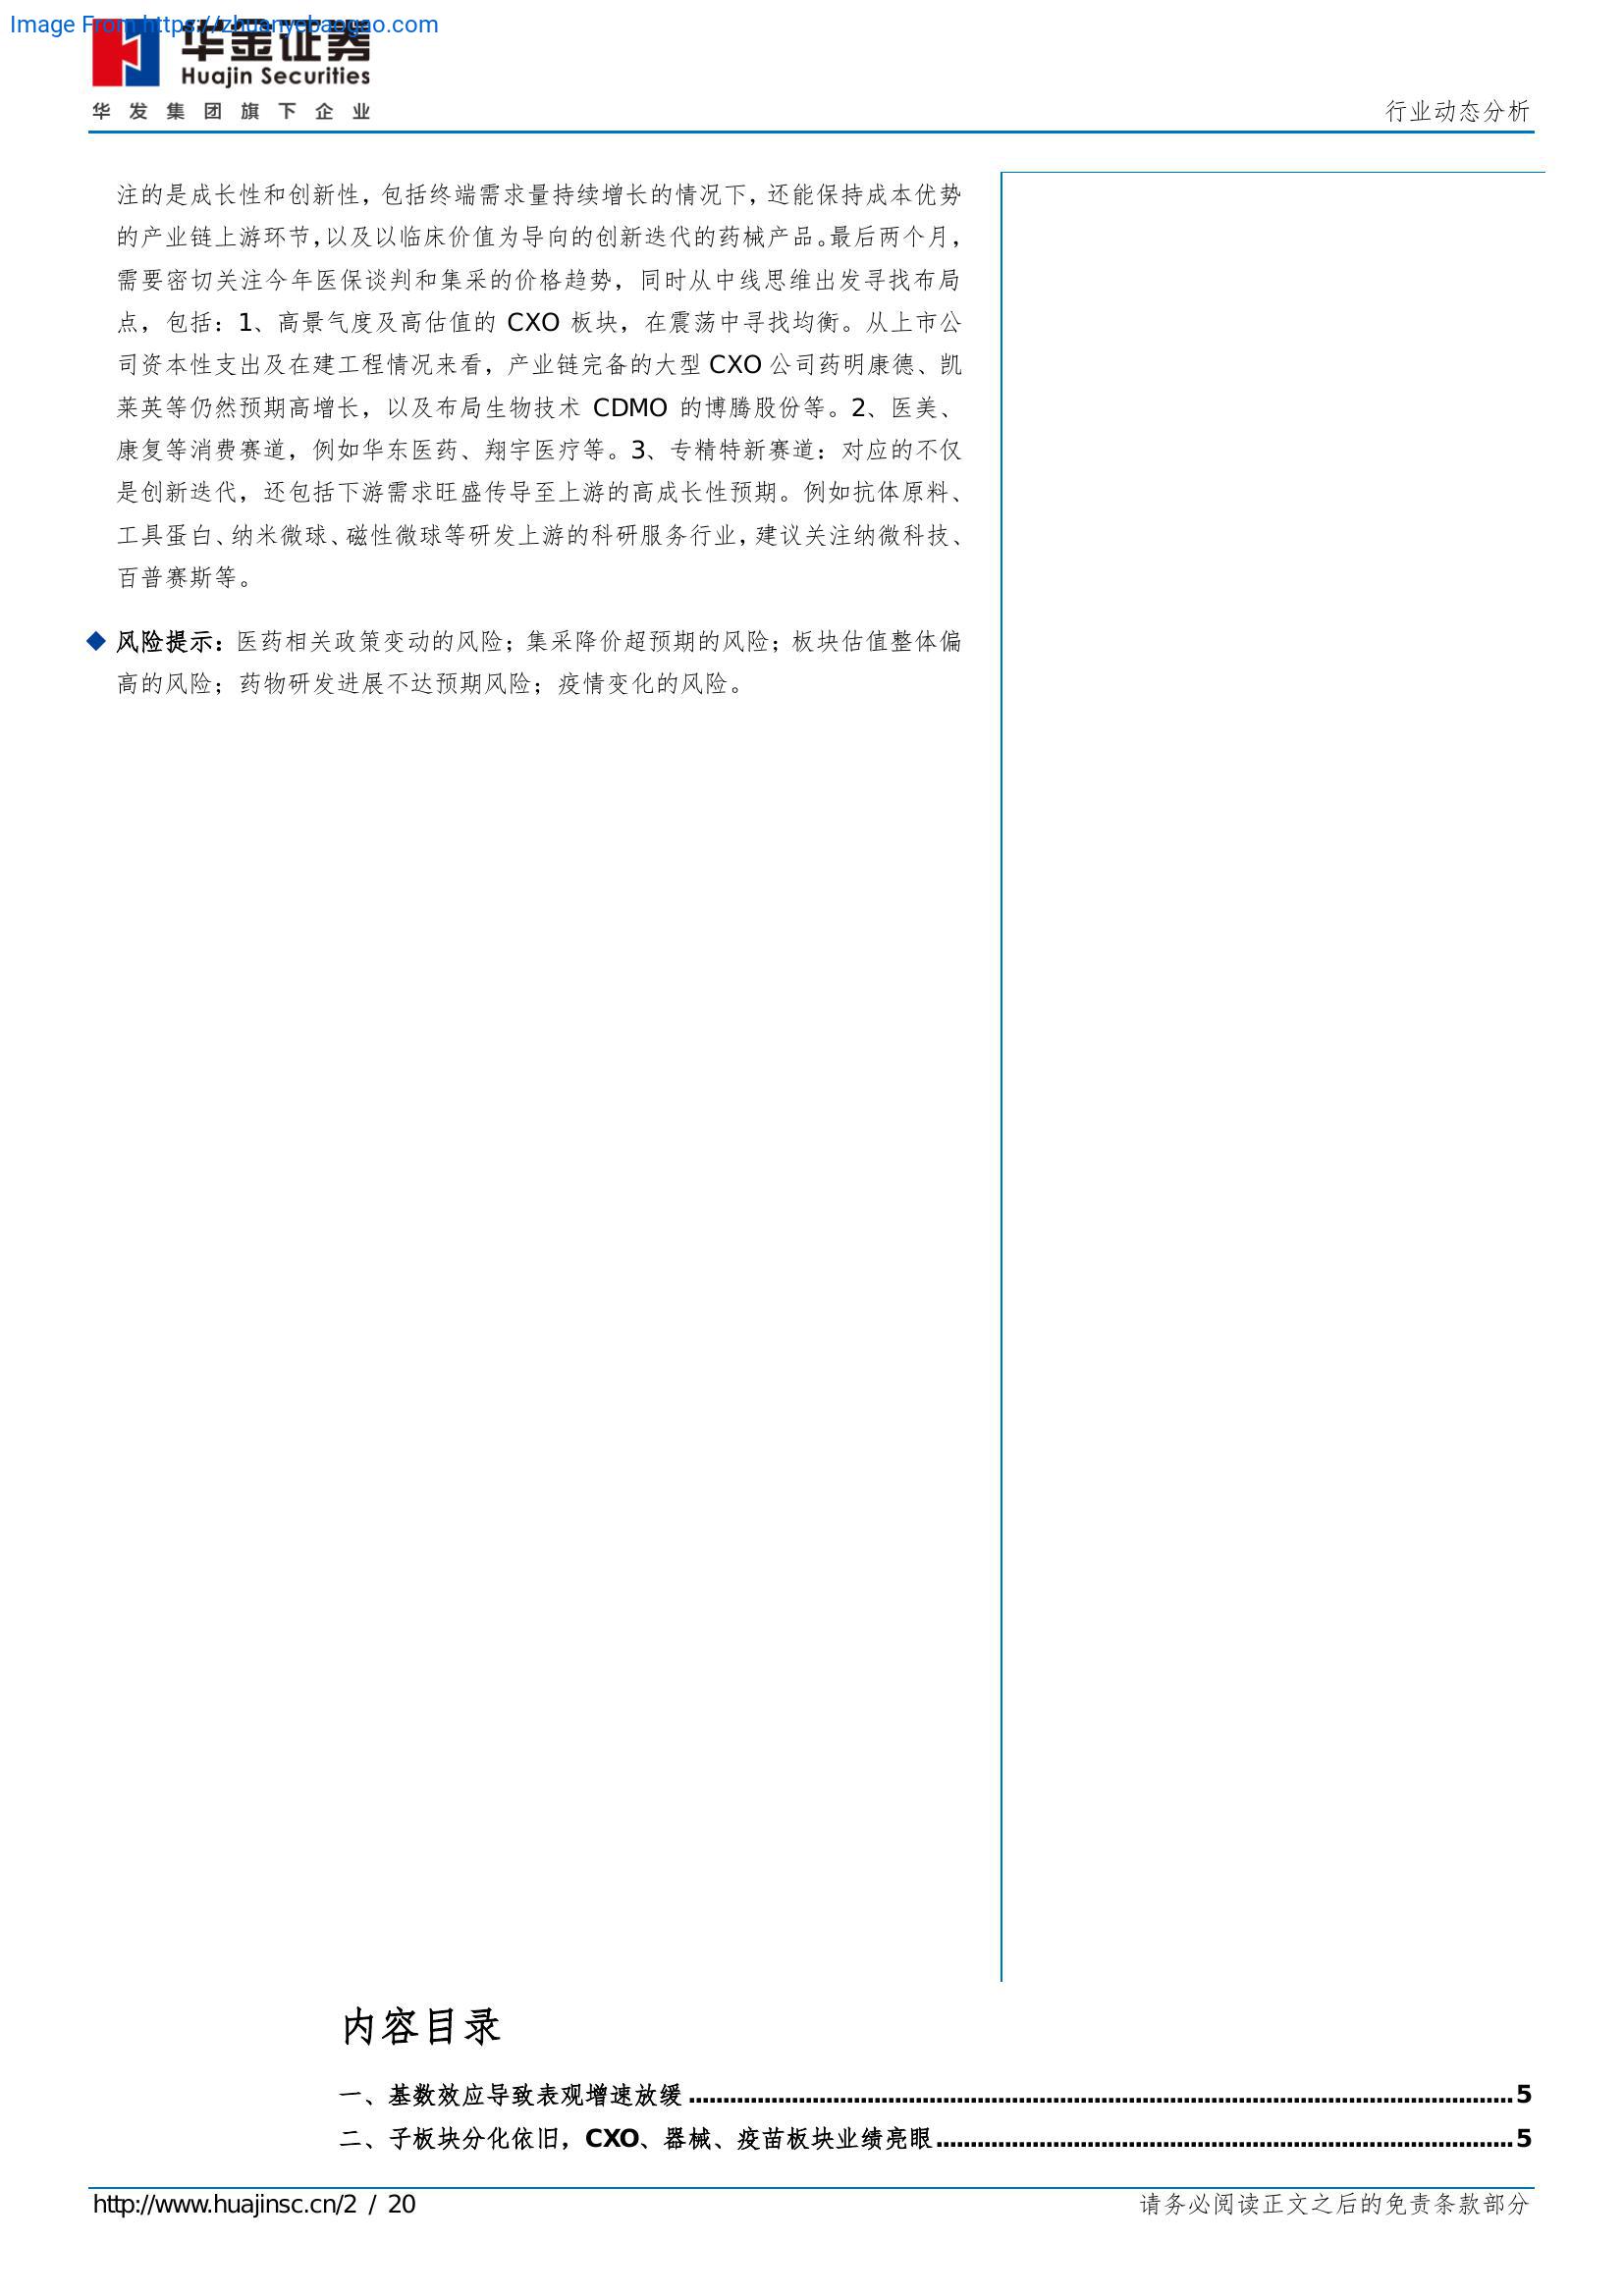 Image From https://zhuanyebaogao.com
华金证券
Huajin Securities
华发集团旗下企业
行业动态分析
注的是成长性和创新性，包括终端需求量持续增长的情况下，还能保持成本优势
的产业链上游环节，以及以临床价值为导向的创新迭代的药械产品。最后两个月，
需要密切关注今年医保谈判和集采的价格趋势，同时从中线思维出发寻找布局
点，包括：1、高景气度及高估值的 CXO 板块，在震荡中寻找均衡。从上市公
司资本性支出及在建工程情况来看，产业链完备的大型 CXO 公司药明康德、凯
莱英等仍然预期高增长，以及布局生物技术 CDMO 的博腾股份等。2、医美、
康复等消费赛道，例如华东医药、翔宇医疗等。3、专精特新赛道：对应的不仅
是创新迭代，还包括下游需求旺盛传导至上游的高成长性预期。例如抗体原料、
工具蛋白、纳米微球、磁性微球等研发上游的科研服务行业，建议关注纳微科技、
百普赛斯等。
◆ 风险提示：医药相关政策变动的风险；集采降价超预期的风险；板块估值整体偏
高的风险；药物研发进展不达预期风险；疫情变化的风险。
内容目录
一、基数效应导致表观增速放缓 ........................................ 5
二、子板块分化依旧，CXO、器械、疫苗板块业绩亮眼 ........................................ 5
http://www.huajinsc.cn/2 / 20
请务必阅读正文之后的免责条款部分